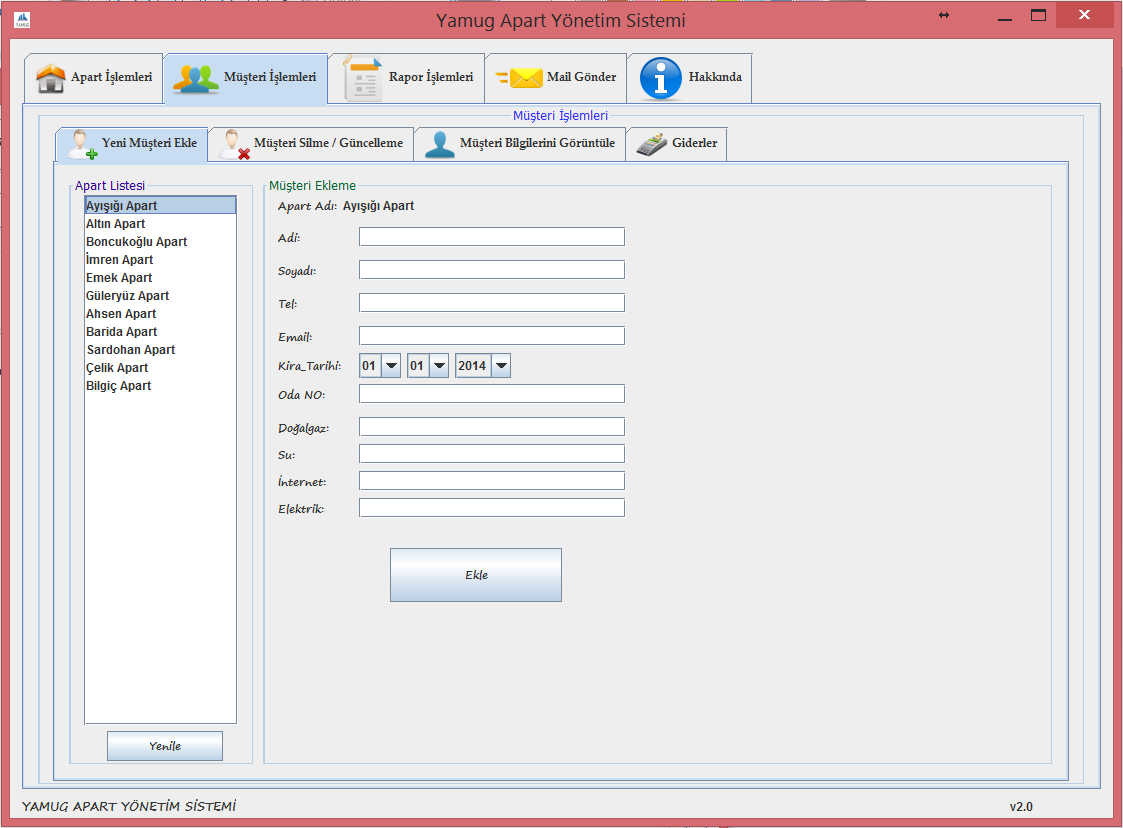 Yamug Apart Yönetim Sistemi
Apart İşlemleri
Müşteri İşlemleri
Rapor İşlemleri
Mail Gönder
Hakkında
Müşteri İşlemleri
Yeni Müşteri Ekle
Müşteri Silme / Güncelleme
Müşteri Bilgilerini Görüntüle
Giderler
Apart Listesi
Ayışığı Apart
Altın Apart
Boncukoğlu Apart
İmren Apart
Emek Apart
Güleryüz Apart
Ahsen Apart
Barida Apart
Sardohan Apart
Çelik Apart
Bilgiç Apart
Yenile
Müşteri Ekleme
Apart Adı: Ayışığı Apart
Adi:
Soyadı:
Tel:
Email:
Kira_Tarihi: 01 01 2014
Oda NO:
Doğalgaz:
Su:
İnternet:
Elektrik:
Ekle
YAMUG APART YÖNETİM SİSTEMİ
v2.0